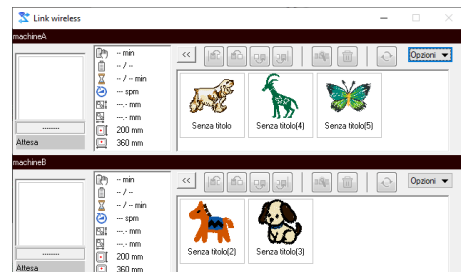 Link wireless
machineA
-- min
-- / --
-- / -- min
--- spm
---.- mm
---.- mm
200 mm
360 mm
--------
Attesa
<<
Opzioni
Senza titolo
Senza titolo(4)
Senza titolo(5)
machineB
-- min
-- / --
-- / -- min
--- spm
---.- mm
---.- mm
200 mm
360 mm
--------
Attesa
<<
Opzioni
Senza titolo(2)
Senza titolo(3)